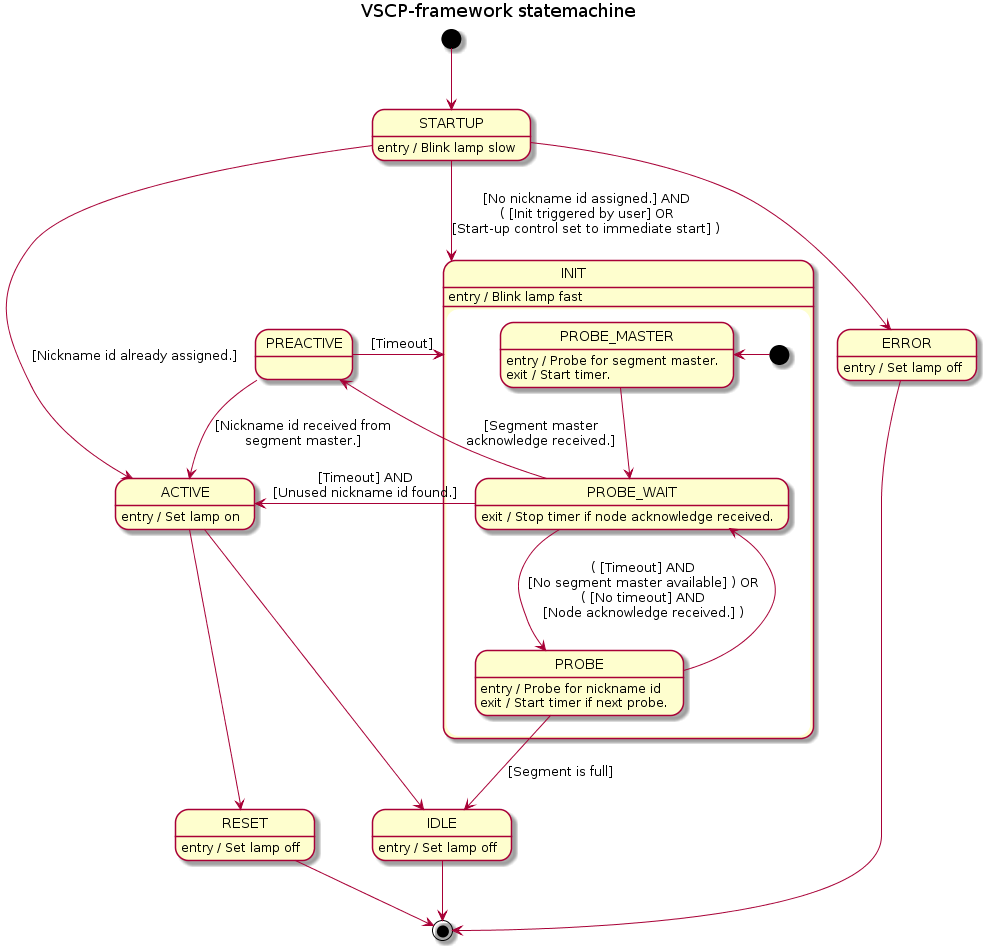 VSCP-framework statemachine
STARTUP
entry / Blink lamp slow
[No nickname id assigned.] AND
( [Init triggered by user] OR
[Start-up control set to immediate start] )
INIT
entry / Blink lamp fast
PROBE_MASTER
entry / Probe for segment master.
exit / Start timer.
PREACTIVE
[Timeout]
[Nickname id already assigned.]
ERROR
entry / Set lamp off
[Nickname id received from
segment master.]
[Segment master
acknowledge received.]
[Timeout] AND
[Unused nickname id found.]
ACTIVE
entry / Set lamp on
PROBE_WAIT
exit / Stop timer if node acknowledge received.
( [Timeout] AND
[No segment master available] ) OR
( [No timeout] AND
[Node acknowledge received.] )
PROBE
entry / Probe for nickname id
exit / Start timer if next probe.
[Segment is full]
RESET
entry / Set lamp off
IDLE
entry / Set lamp off